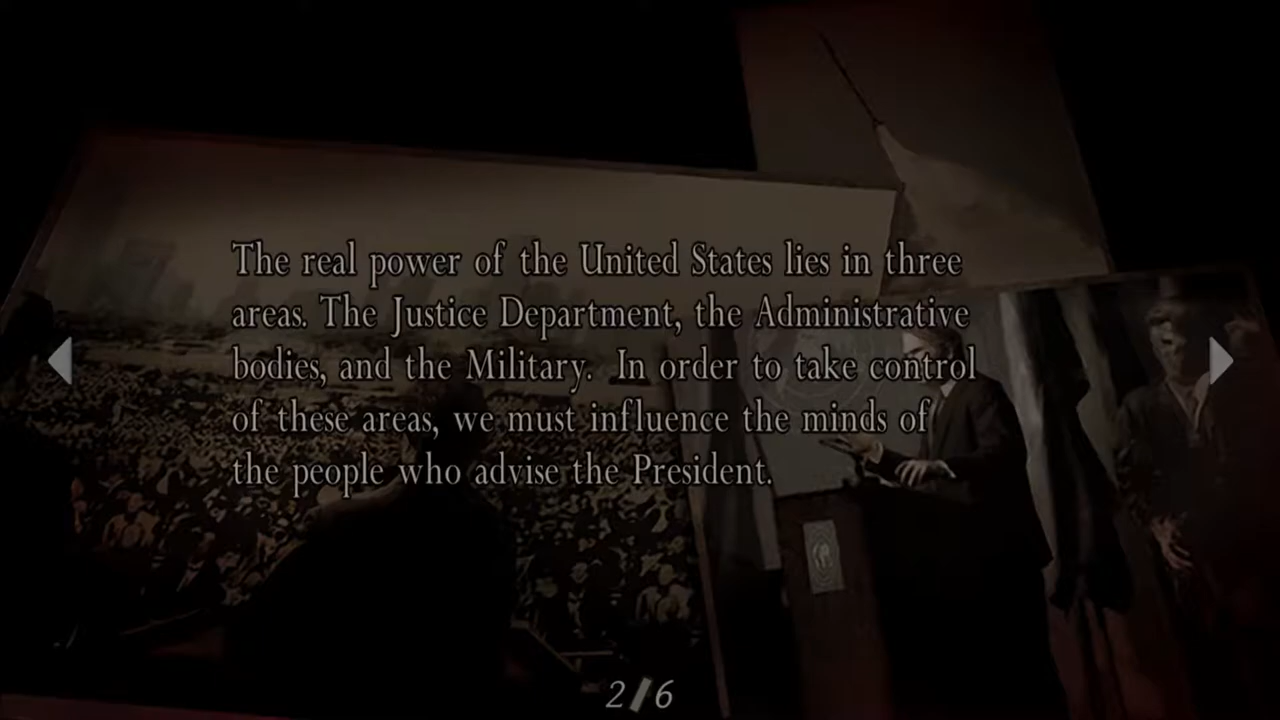 The real power of the United States lies in three
areas. The Justice Department, the Administrative
bodies, and the Military. In order to take control
of these areas, we must influence the minds of
the people who advise the President.
2/6